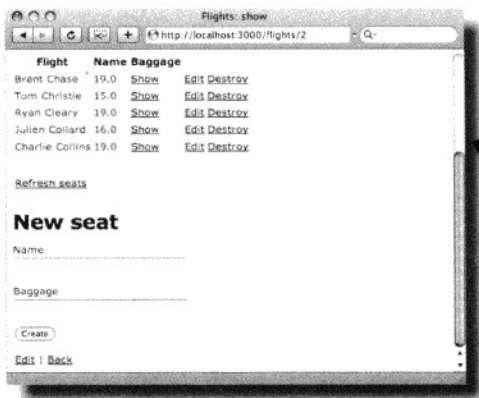 Flights: show
http://localhost:3000/flights/2
Q-
Flight Name Baggage
Brent Chase 19.0 Show Edit Destroy
Tom Christie 15.0 Show Edit Destroy
Ryan Cleary 19.0 Show Edit Destroy
Julien Collard 16.0 Show Edit Destroy
Charlie Collins 19.0 Show Edit Destroy
Refresh seats
New seat
Name
Baggage
Create
Edit | Back